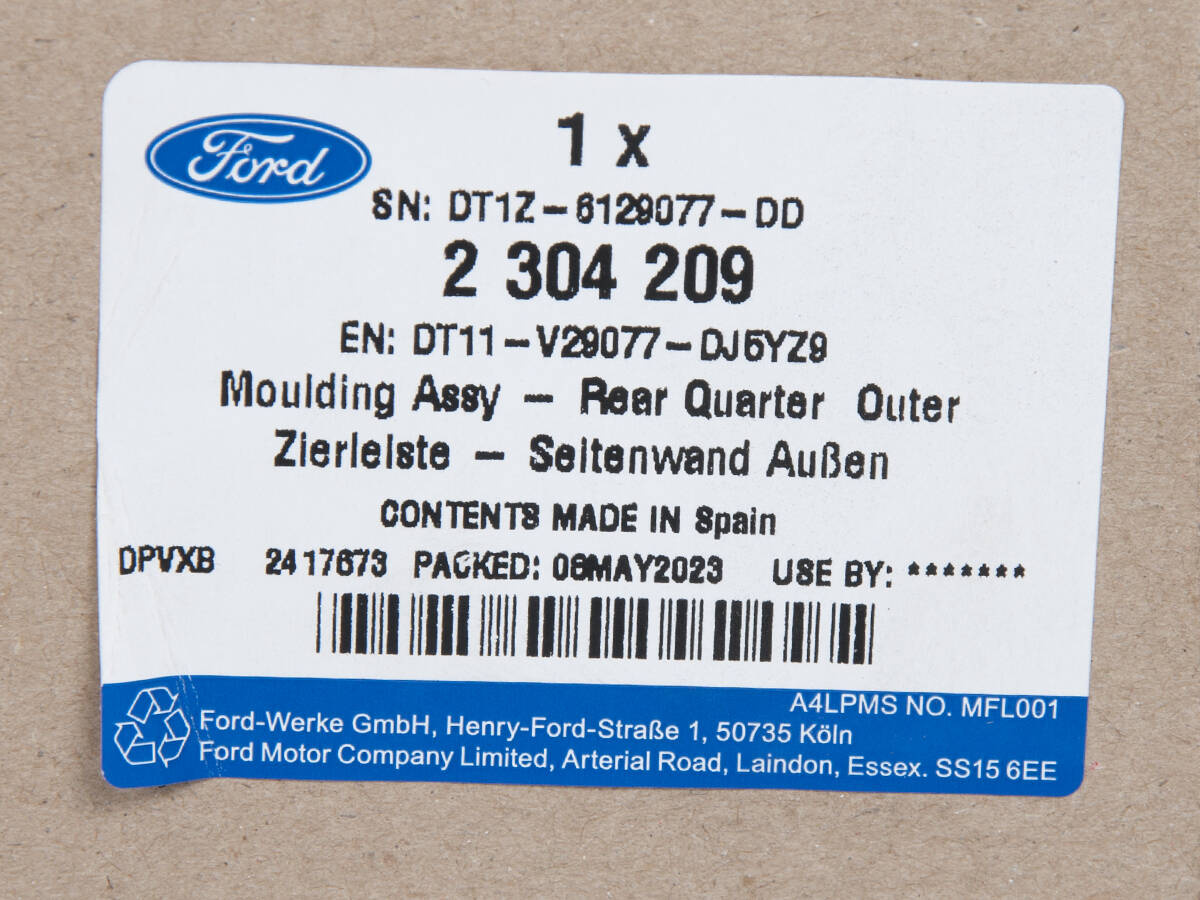 Ford
1 x
SN: DT1Z-6129077-DD
2 304 209
EN: DT11-V29077-DJ5YZ9
Moulding Assy - Rear Quarter Outer
Zierleiste - Seitenwand Außen
CONTENTS MADE IN Spain
DPVXB 2417673 PACKED: 08MAY2023 USE BY: *******
A4LPMS NO. MFL001
Ford-Werke GmbH, Henry-Ford-Straße 1, 50735 Köln
Ford Motor Company Limited, Arterial Road, Laindon, Essex. SS15 6EE